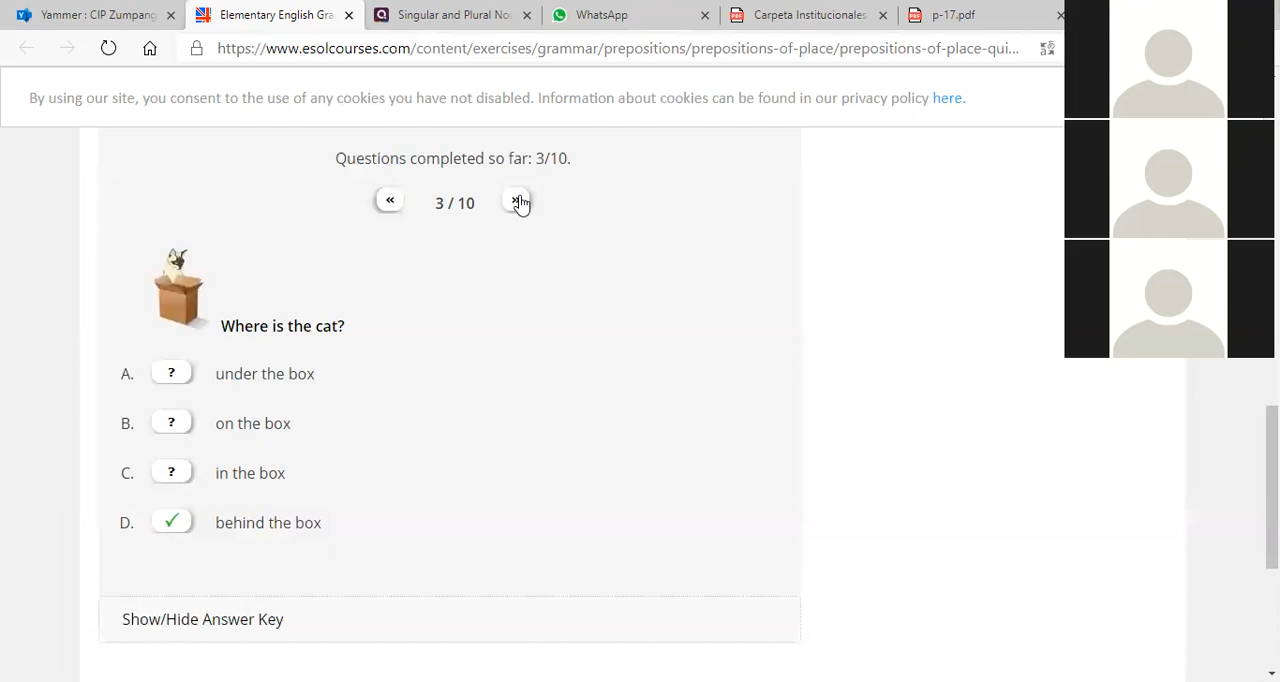 Yammer : CIP Zumpang
Elementary English Gra
Singular and Plural No
WhatsApp
Carpeta Institucionales
p-17.pdf
https://www.esolcourses.com/content/exercises/grammar/prepositions/prepositions-of-place/prepositions-of-place-qui...
By using our site, you consent to the use of any cookies you have not disabled. Information about cookies can be found in our privacy policy here.
Questions completed so far: 3/10.
« 3 / 10 »
Where is the cat?
A. ? under the box
B. ? on the box
C. ? in the box
D. ✓ behind the box
Show/Hide Answer Key